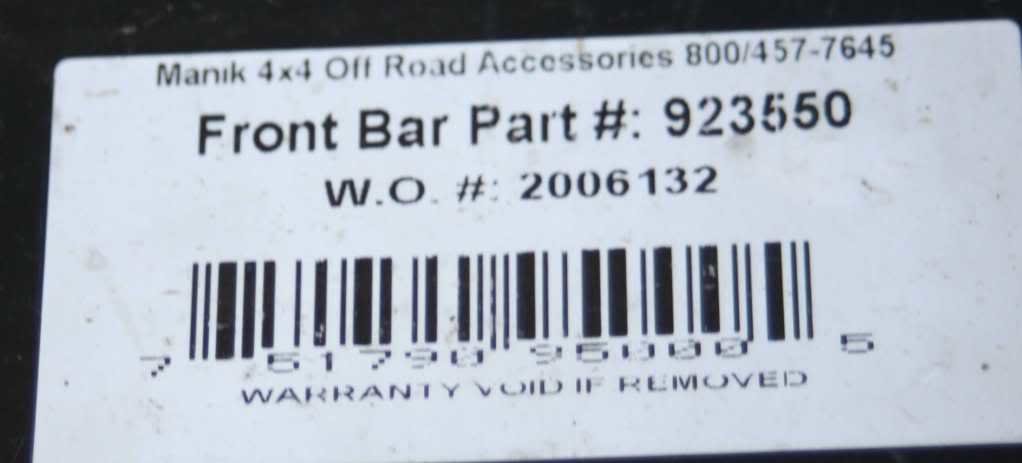 Manik 4x4 Off Road Accessories 800/457-7645
Front Bar Part #: 923550
W.O. #: 2006132
7 51790 95000 5
WARRANTY VOID IF REMOVED